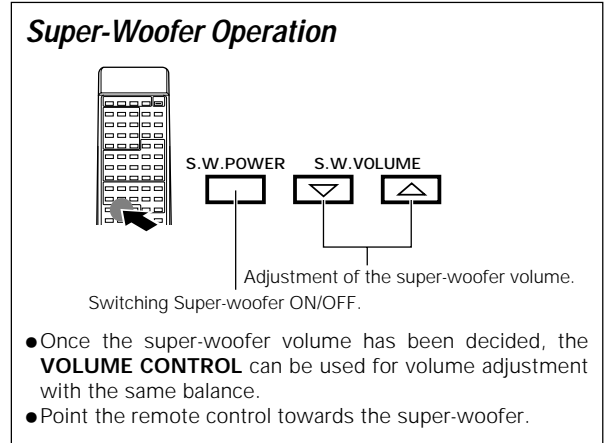 Super-Woofer Operation
S.W.POWER S.W.VOLUME
Adjustment of the super-woofer volume.
Switching Super-woofer ON/OFF.
●Once the super-woofer volume has been decided, the
VOLUME CONTROL can be used for volume adjustment
with the same balance.
●Point the remote control towards the super-woofer.